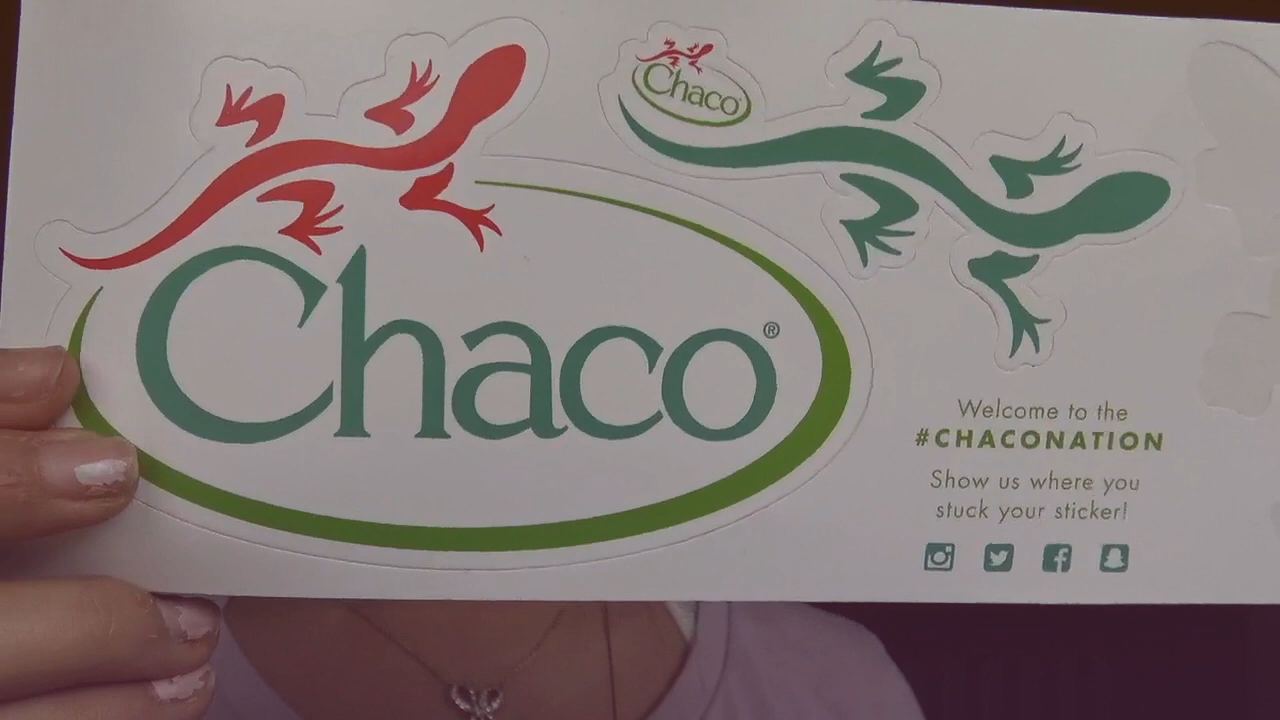 Chaco
Chaco®
Welcome to the
#CHACONATION
Show us where you
stuck your sticker!